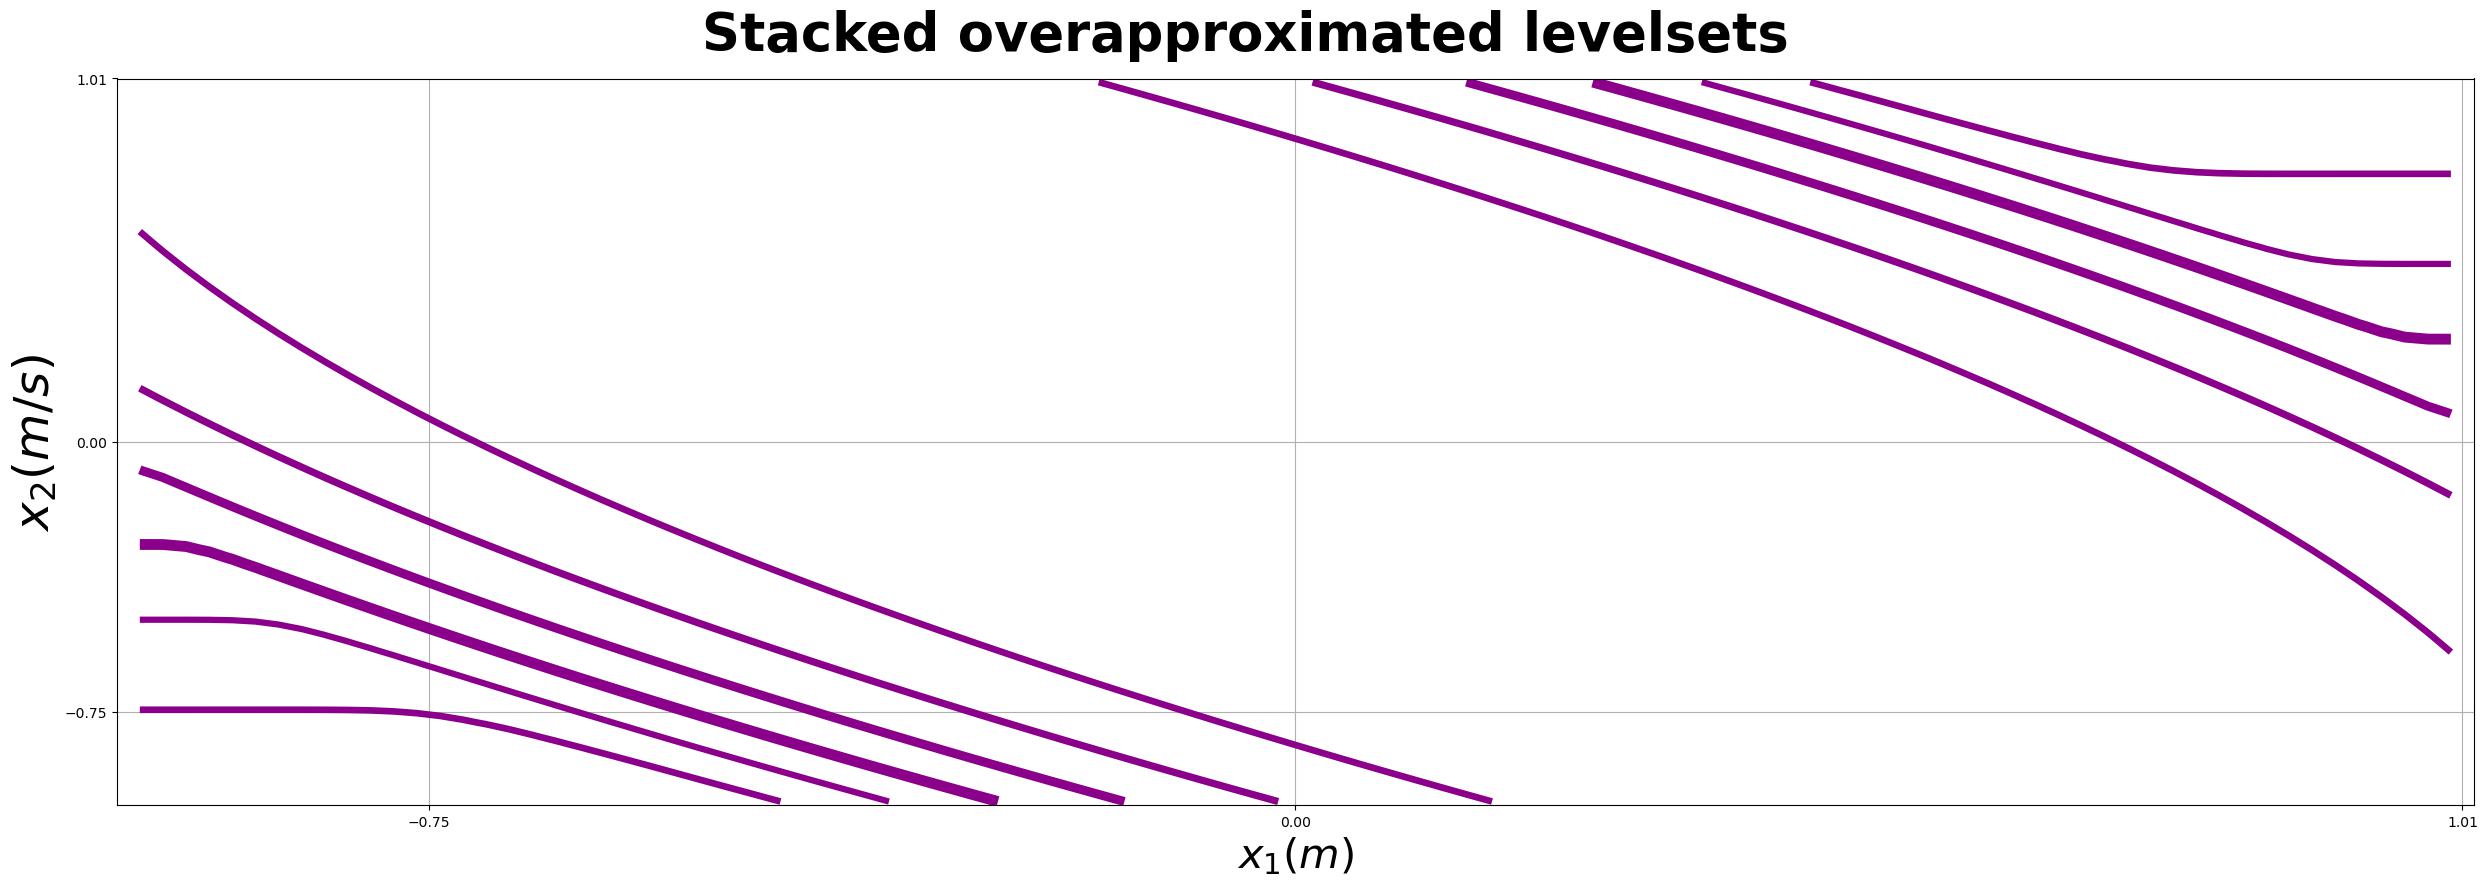 Stacked overapproximated levelsets
1.01
0.00
−0.75
x₂(m/s)
−0.75
0.00
1.01
x₁(m)